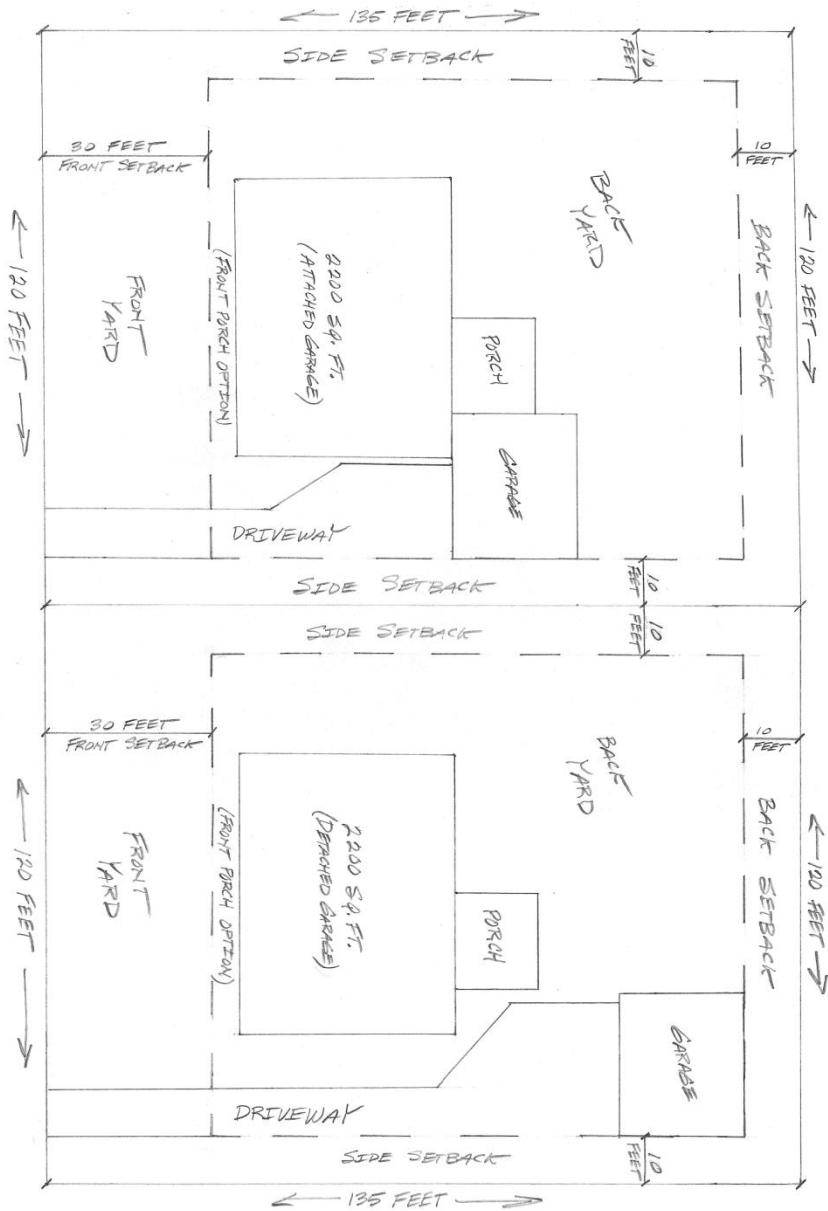 ← 135 FEET →
SIDE SETBACK
10
FEET
30 FEET
FRONT SETBACK
10
FEET
BACK
YARD
← 120 FEET →
FRONT
YARD
(FRONT PORCH OPTION)
2200 SQ. FT.
(ATTACHED GARAGE)
PORCH
GARAGE
BACK SETBACK
← 120 FEET →
DRIVEWAY
SIDE SETBACK
10
FEET
SIDE SETBACK
10
FEET
30 FEET
FRONT SETBACK
10
FEET
BACK
YARD
← 120 FEET →
FRONT
YARD
(FRONT PORCH OPTION)
2200 SQ. FT.
(DETACHED GARAGE)
PORCH
GARAGE
BACK SETBACK
← 120 FEET →
DRIVEWAY
SIDE SETBACK
10
FEET
← 135 FEET →